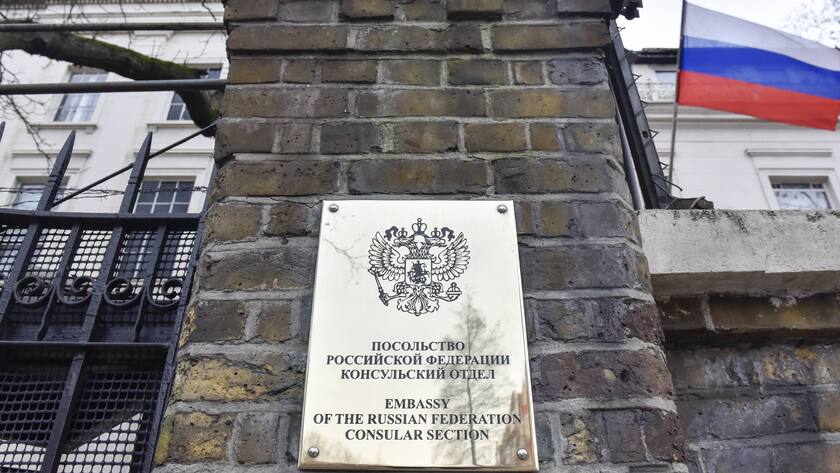 ПОСОЛЬСТВО
РОССИЙСКОЙ ФЕДЕРАЦИИ
КОНСУЛЬСКИЙ ОТДЕЛ
EMBASSY
OF THE RUSSIAN FEDERATION
CONSULAR SECTION